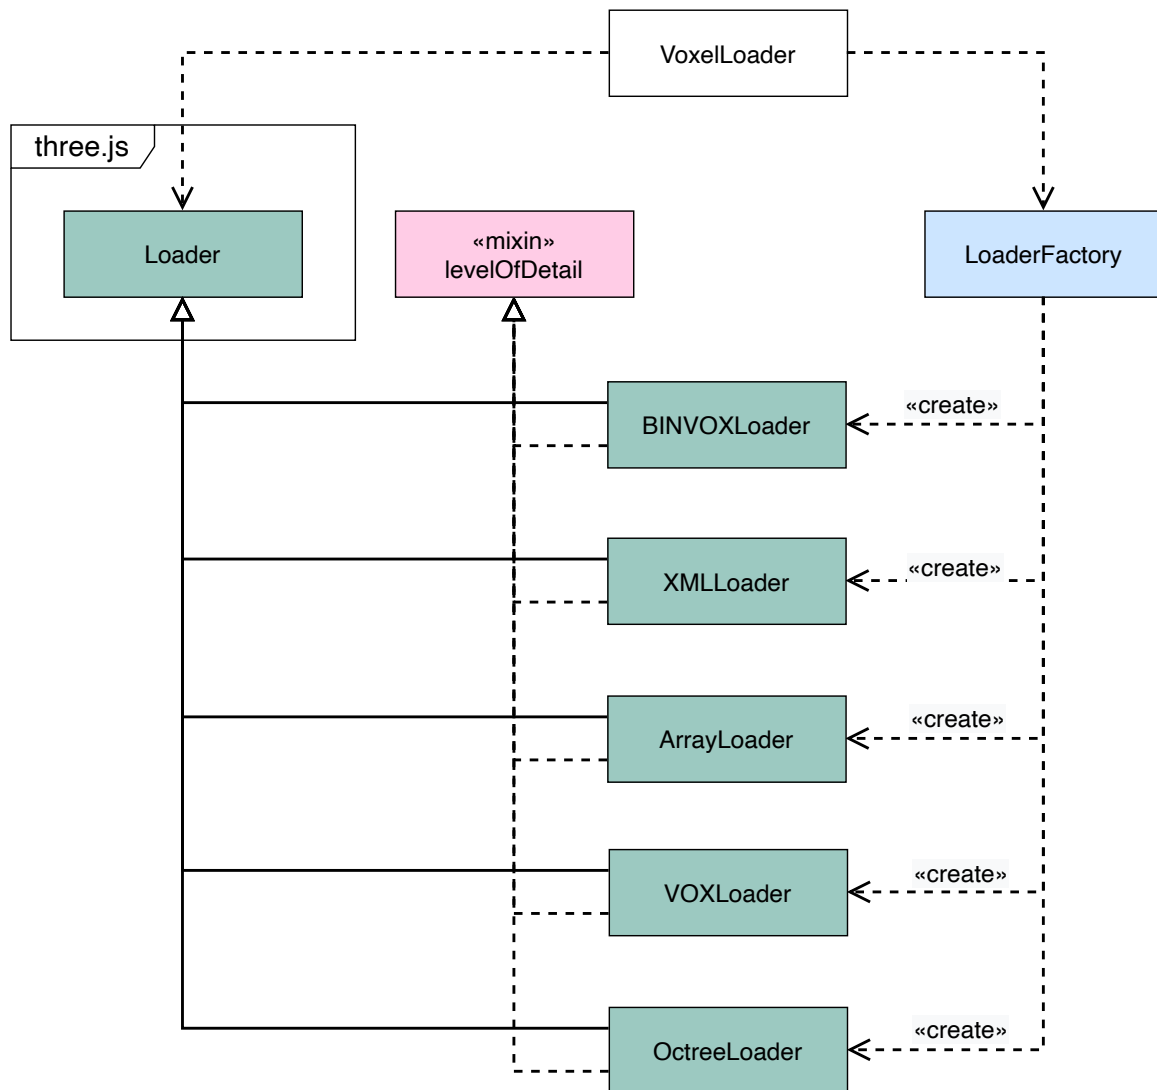 VoxelLoader
three.js
Loader
«mixin»
levelOfDetail
LoaderFactory
BINVOXLoader
«create»
XMLLoader
«create»
ArrayLoader
«create»
VOXLoader
«create»
OctreeLoader
«create»